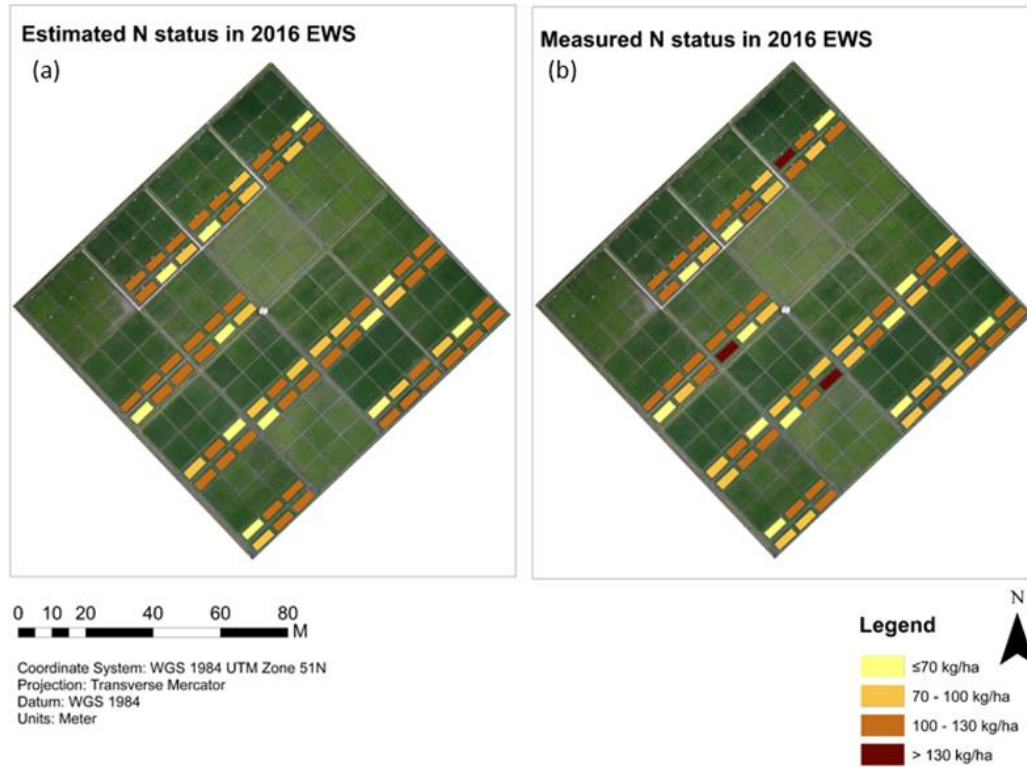 Estimated N status in 2016 EWS
(a)
Measured N status in 2016 EWS
(b)
0 10 20 40 60 80
M
Coordinate System: WGS 1984 UTM Zone 51N
Projection: Transverse Mercator
Datum: WGS 1984
Units: Meter
N
Legend
≤70 kg/ha
70 - 100 kg/ha
100 - 130 kg/ha
> 130 kg/ha